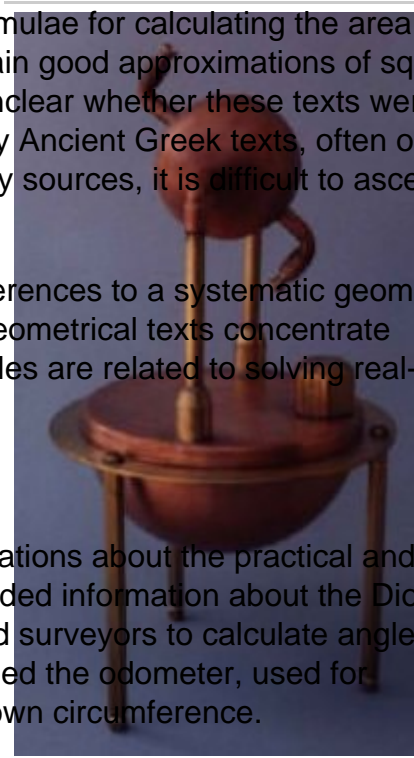 mulae for calculating the area
ain good approximations of sq
nclear whether these texts wer
y Ancient Greek texts, often o
y sources, it is difficult to asce
erences to a systematic geom
eometrical texts concentrate
les are related to solving real-
ations about the practical and
ded information about the Dio
d surveyors to calculate angle
ed the odometer, used for
own circumference.